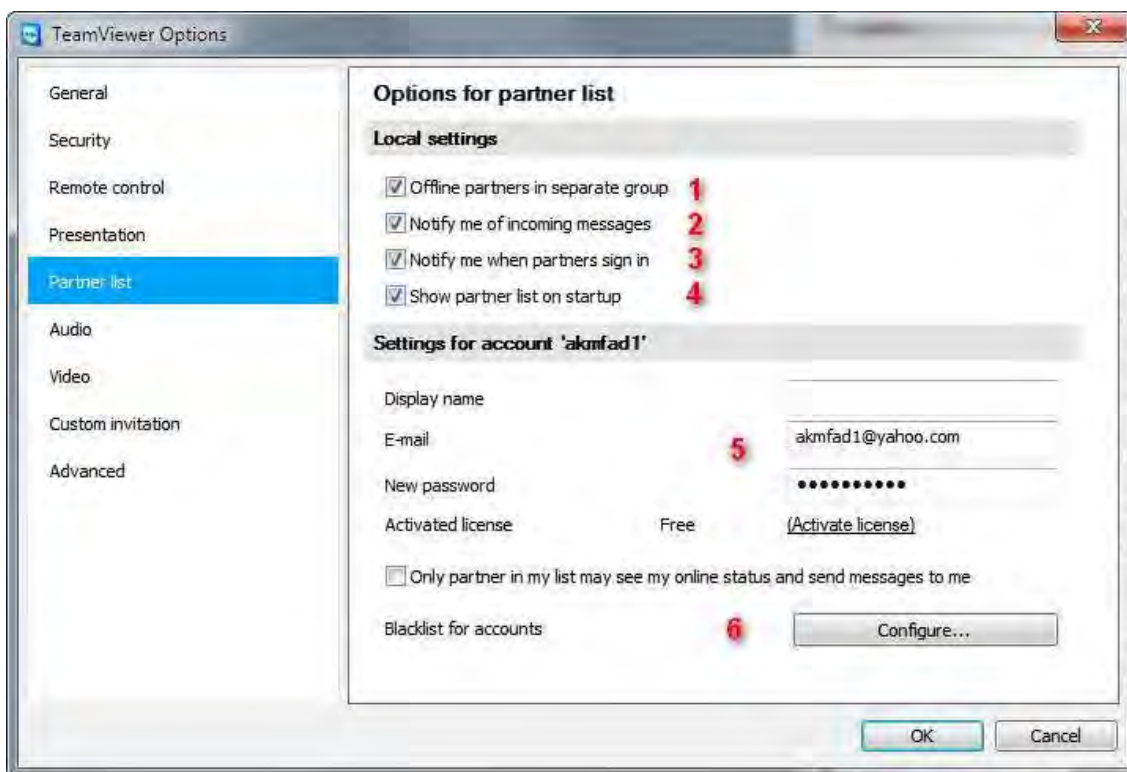 TeamViewer Options
General
Security
Remote control
Presentation
Partner list
Audio
Video
Custom invitation
Advanced
Options for partner list
Local settings
Offline partners in separate group 1
Notify me of incoming messages 2
Notify me when partners sign in 3
Show partner list on startup 4
Settings for account 'akmfad1'
Display name
E-mail 5 akmfad1@yahoo.com
New password ●●●●●●●●●●
Activated license Free (Activate license)
Only partner in my list may see my online status and send messages to me
Blacklist for accounts 6 Configure...
OK Cancel